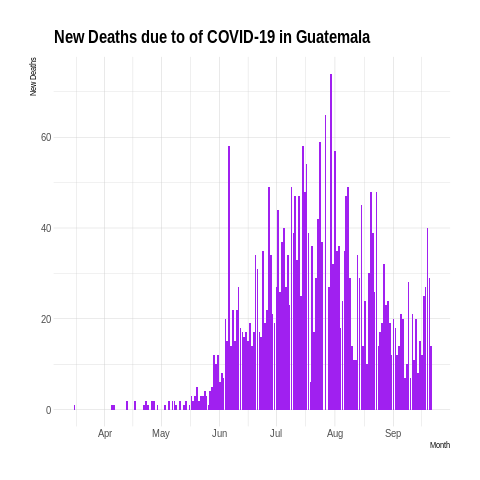 New Deaths due to of COVID-19 in Guatemala
New Deaths
60
40
20
0
Apr May Jun Jul Aug Sep
Month